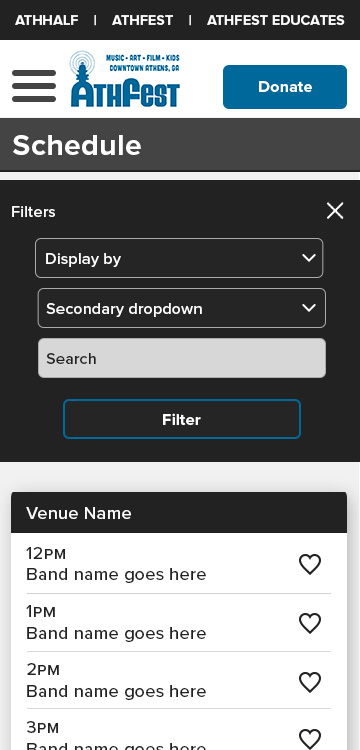 ATHHALF | ATHFEST | ATHFEST EDUCATES
MUSIC • ART • FILM • KIDS
DOWNTOWN ATHENS, GA
ATHFEST
Donate
Schedule
Filters
Display by
Secondary dropdown
Search
Filter
Venue Name
12PM
Band name goes here
1PM
Band name goes here
2PM
Band name goes here
3PM
Band name goes here